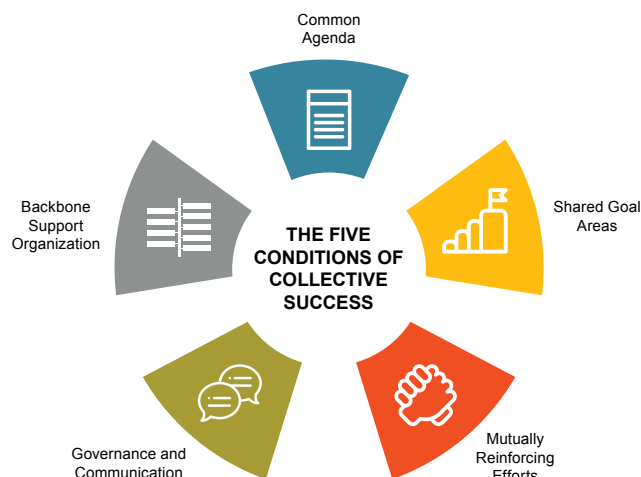 Common
Agenda
Shared Goal
Areas
Mutually
Reinforcing
Efforts
Governance and
Communication
Backbone
Support
Organization
THE FIVE
CONDITIONS OF
COLLECTIVE
SUCCESS